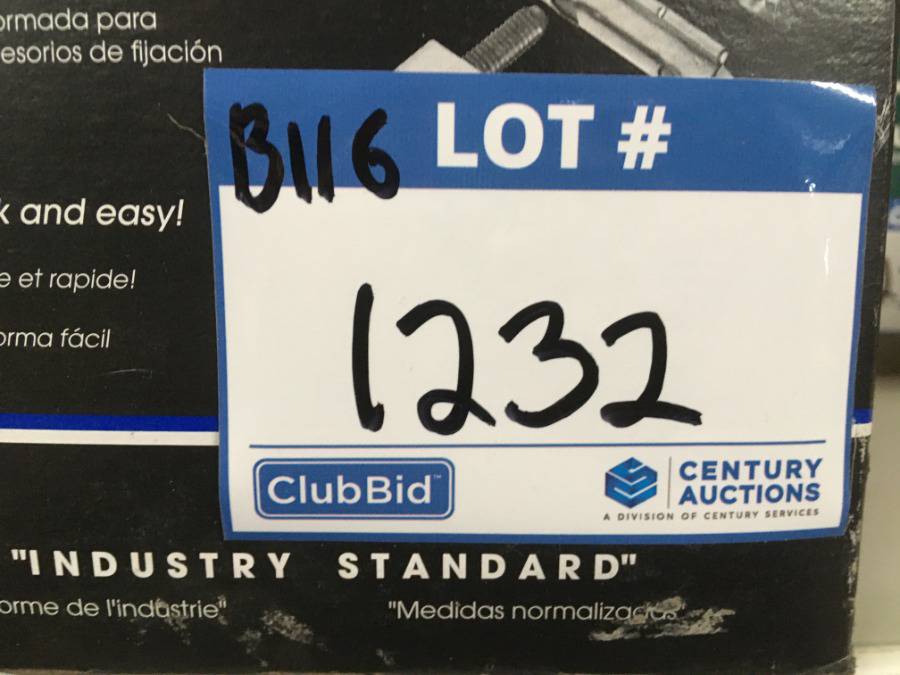 ormada para
esorios de fijación
B116 LOT #
k and easy!
e et rapide!
orma fácil
1232
ClubBid™
CENTURY
AUCTIONS
A DIVISION OF CENTURY SERVICES
"INDUSTRY STANDARD"
orme de l'industrie"
"Medidas normalizadas"